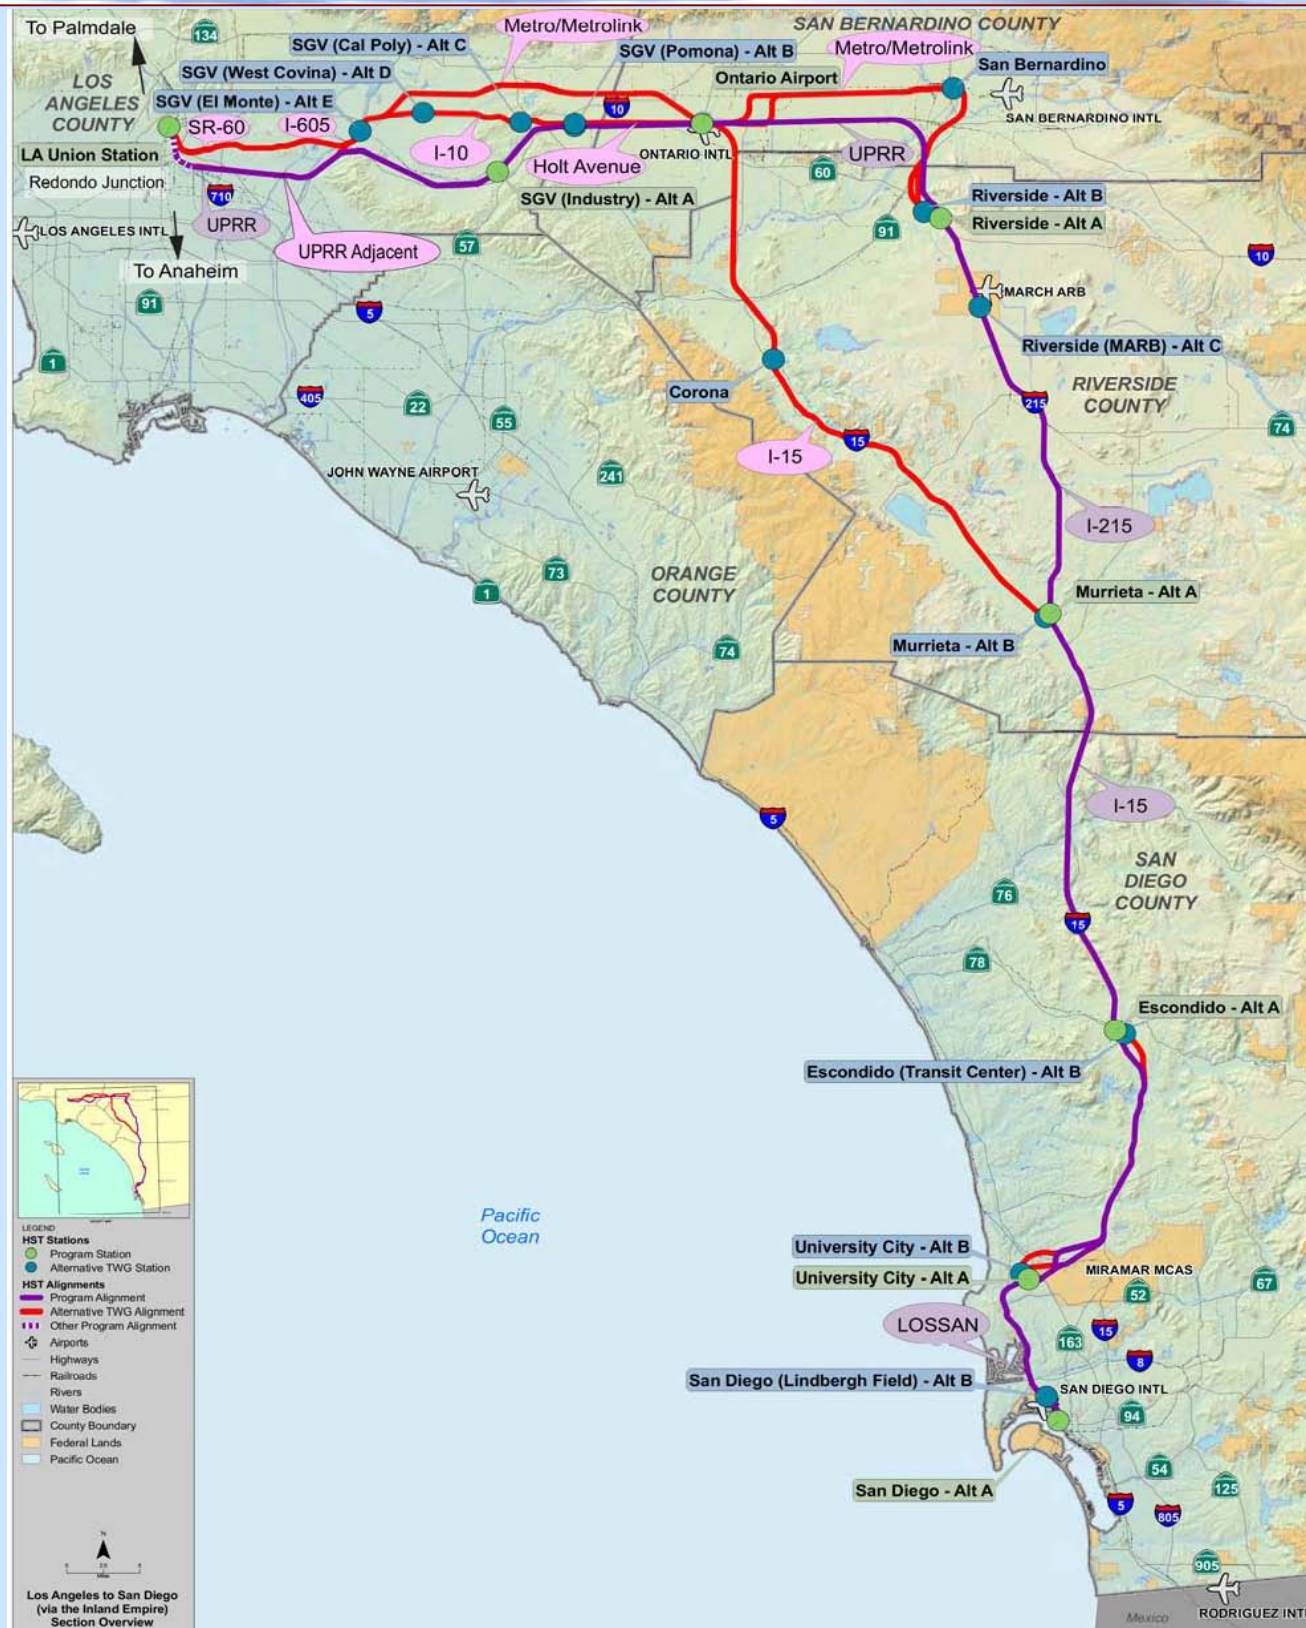 To Palmdale
134
SGV (Cal Poly) - Alt C
Metro/Metrolink
SGV (Pomona) - Alt B
SAN BERNARDINO COUNTY
Metro/Metrolink
LOS
ANGELES
COUNTY
SGV (West Covina) - Alt D
Ontario Airport
San Bernardino
SGV (El Monte) - Alt E
10
SAN BERNARDINO INTL
SR-60
I-605
I-10
Holt Avenue
ONTARIO INTL
UPRR
LA Union Station
Redondo Junction
710
UPRR
SGV (Industry) - Alt A
60
Riverside - Alt B
Riverside - Alt A
91
LOS ANGELES INTL
UPRR Adjacent
57
10
To Anaheim
91
5
MARCH ARB
1
Riverside (MARB) - Alt C
405
22
55
Corona
RIVERSIDE
COUNTY
215
74
I-15
15
JOHN WAYNE AIRPORT
241
I-215
73
1
ORANGE
COUNTY
Murrieta - Alt A
74
Murrieta - Alt B
5
I-15
SAN
DIEGO
COUNTY
76
15
78
Escondido - Alt A
Escondido (Transit Center) - Alt B
Pacific
Ocean
University City - Alt B
University City - Alt A
MIRAMAR MCAS
52
67
LOSSAN
163
15
8
San Diego (Lindbergh Field) - Alt B
SAN DIEGO INTL
94
54
125
San Diego - Alt A
5
805
905
Mexico
RODRIGUEZ INTL
LEGEND
HST Stations
Program Station
Alternative TWG Station
HST Alignments
Program Alignment
Alternative TWG Alignment
Other Program Alignment
Airports
Highways
Railroads
Rivers
Water Bodies
County Boundary
Federal Lands
Pacific Ocean
N
Miles
Los Angeles to San Diego
(via the Inland Empire)
Section Overview